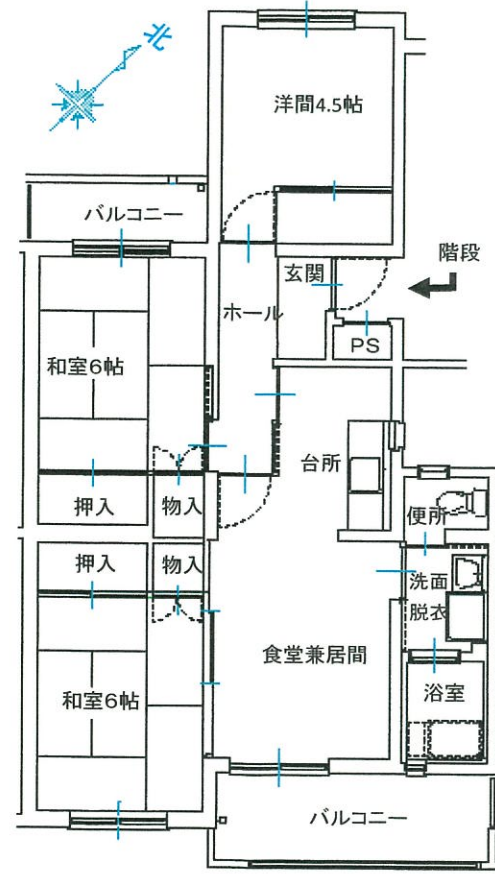 北
洋間4.5帖
バルコニー
階段
玄関
ホール
PS
和室6帖
台所
押入
物入
便所
押入
物入
洗面
脱衣
食堂兼居間
和室6帖
浴室
バルコニー